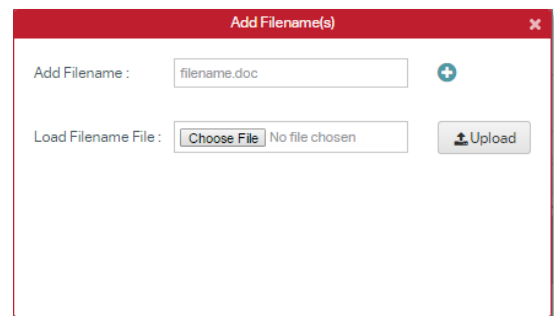 Add Filename(s)
Add Filename : filename.doc
Load Filename File : Choose File No file chosen Upload